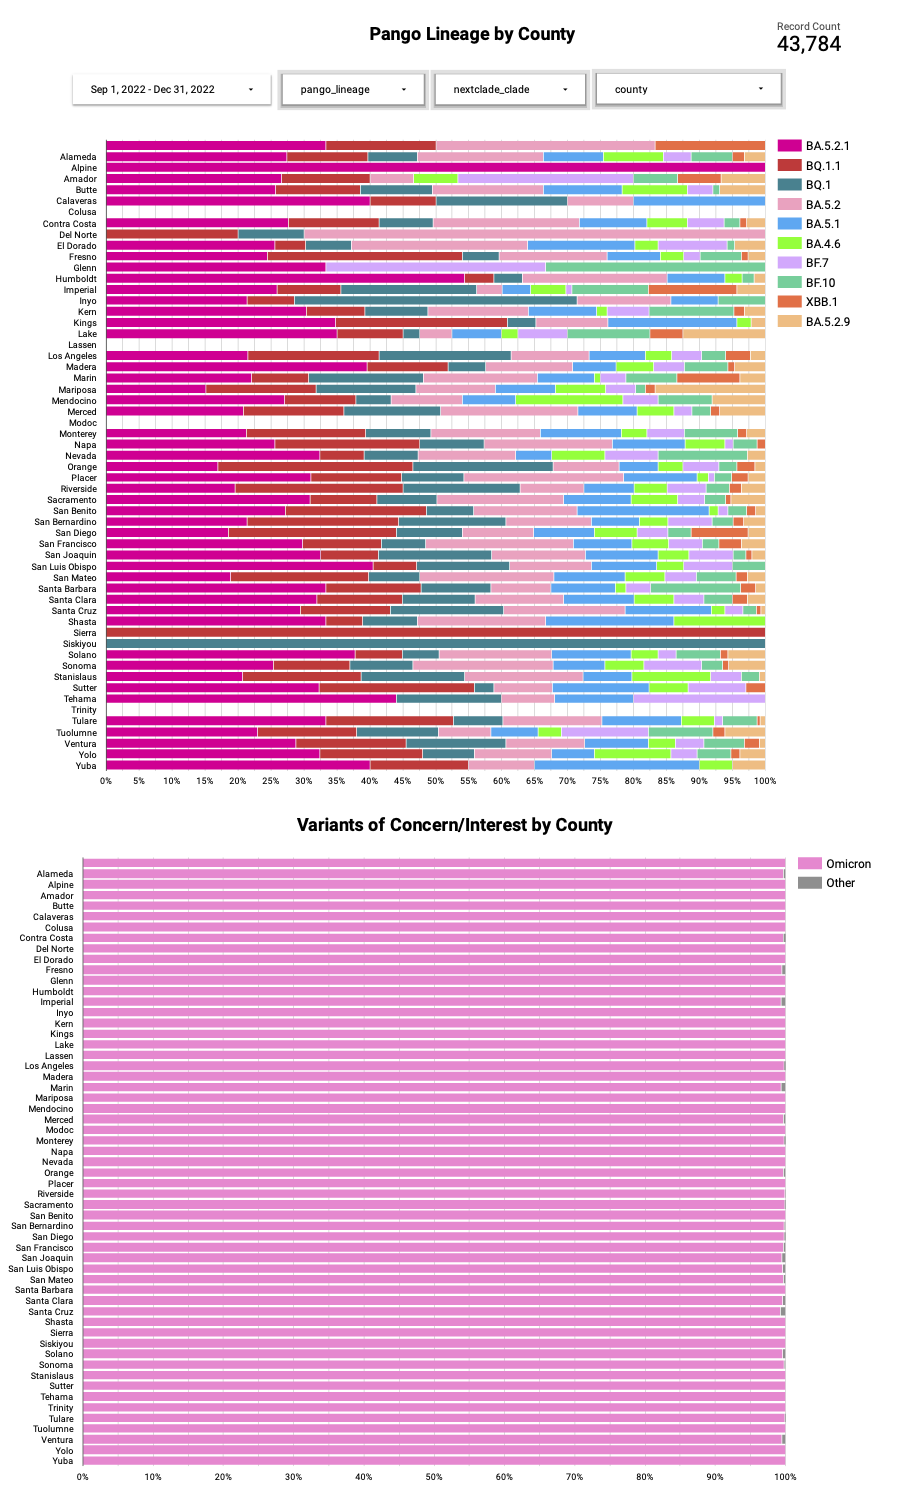 Pango Lineage by County
Record Count
43,784
Sep 1, 2022 - Dec 31, 2022
pango_lineage
nextclade_clade
county
BA.5.2.1
BQ.1.1
BQ.1
BA.5.2
BA.5.1
BA.4.6
BF.7
BF.10
XBB.1
BA.5.2.9
Alameda
Alpine
Amador
Butte
Calaveras
Colusa
Contra Costa
Del Norte
El Dorado
Fresno
Glenn
Humboldt
Imperial
Inyo
Kern
Kings
Lake
Lassen
Los Angeles
Madera
Marin
Mariposa
Mendocino
Merced
Modoc
Monterey
Napa
Nevada
Orange
Placer
Riverside
Sacramento
San Benito
San Bernardino
San Diego
San Francisco
San Joaquin
San Luis Obispo
San Mateo
Santa Barbara
Santa Clara
Santa Cruz
Shasta
Sierra
Siskiyou
Solano
Sonoma
Stanislaus
Sutter
Tehama
Trinity
Tulare
Tuolumne
Ventura
Yolo
Yuba
0% 5% 10% 15% 20% 25% 30% 35% 40% 45% 50% 55% 60% 65% 70% 75% 80% 85% 90% 95% 100%
Variants of Concern/Interest by County
Omicron
Other
Alameda
Alpine
Amador
Butte
Calaveras
Colusa
Contra Costa
Del Norte
El Dorado
Fresno
Glenn
Humboldt
Imperial
Inyo
Kern
Kings
Lake
Lassen
Los Angeles
Madera
Marin
Mariposa
Mendocino
Merced
Modoc
Monterey
Napa
Nevada
Orange
Placer
Riverside
Sacramento
San Benito
San Bernardino
San Diego
San Francisco
San Joaquin
San Luis Obispo
San Mateo
Santa Barbara
Santa Clara
Santa Cruz
Shasta
Sierra
Siskiyou
Solano
Sonoma
Stanislaus
Sutter
Tehama
Trinity
Tulare
Tuolumne
Ventura
Yolo
Yuba
0% 10% 20% 30% 40% 50% 60% 70% 80% 90% 100%